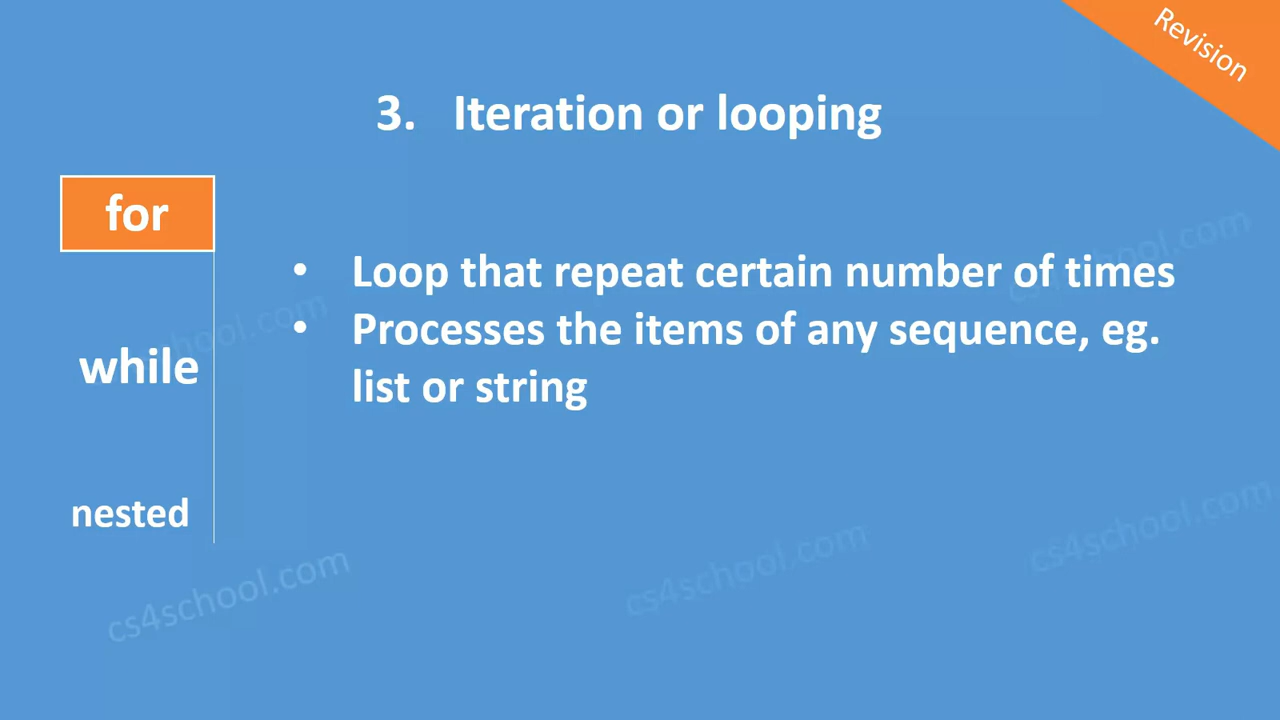 Revision
3. Iteration or looping
for
• Loop that repeat certain number of times
• Processes the items of any sequence, eg.
list or string
while
nested
cs4school.com
cs4school.com
cs4school.com
cs4school.com
school.com